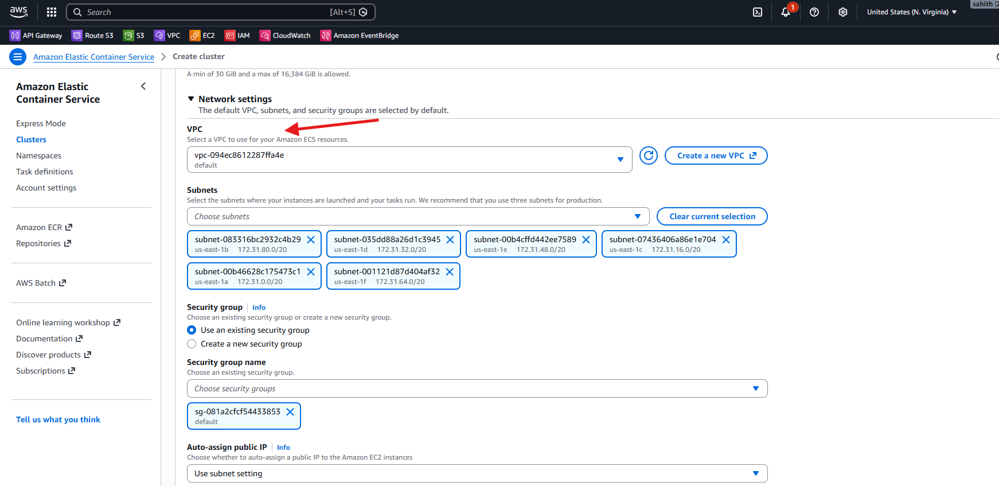 aws
Search [Alt+S]
1
United States (N. Virginia)
sahith (2
API Gateway Route 53 S3 VPC EC2 IAM CloudWatch Amazon EventBridge
Amazon Elastic Container Service Create cluster
Amazon Elastic
Container Service
Express Mode
Clusters
Namespaces
Task definitions
Account settings
Amazon ECR
Repositories
AWS Batch
Online learning workshop
Documentation
Discover products
Subscriptions
Tell us what you think
A min of 30 GiB and a max of 16,384 GiB is allowed.
Network settings
The default VPC, subnets, and security groups are selected by default.
VPC
Select a VPC to use for your Amazon ECS resources.
vpc-094ec8612287ffa4e
default
Create a new VPC
Subnets
Select the subnets where your instances are launched and your tasks run. We recommend that you use three subnets for production.
Choose subnets
Clear current selection
subnet-083316bc2932c4b29
us-east-1b 172.31.80.0/20
subnet-035dd88a26d1c3945
us-east-1d 172.31.32.0/20
subnet-00b4cffd442ee7589
us-east-1e 172.31.48.0/20
subnet-07436406a86e1e704
us-east-1c 172.31.16.0/20
subnet-00b46628c175473c1
us-east-1a 172.31.0.0/20
subnet-001121d87d404af32
us-east-1f 172.31.64.0/20
Security group Info
Choose an existing security group or create a new security group.
Use an existing security group
Create a new security group
Security group name
Choose an existing security group.
Choose security groups
sg-081a2cfcf54433853
default
Auto-assign public IP Info
Choose whether to auto-assign a public IP to the Amazon EC2 instances
Use subnet setting